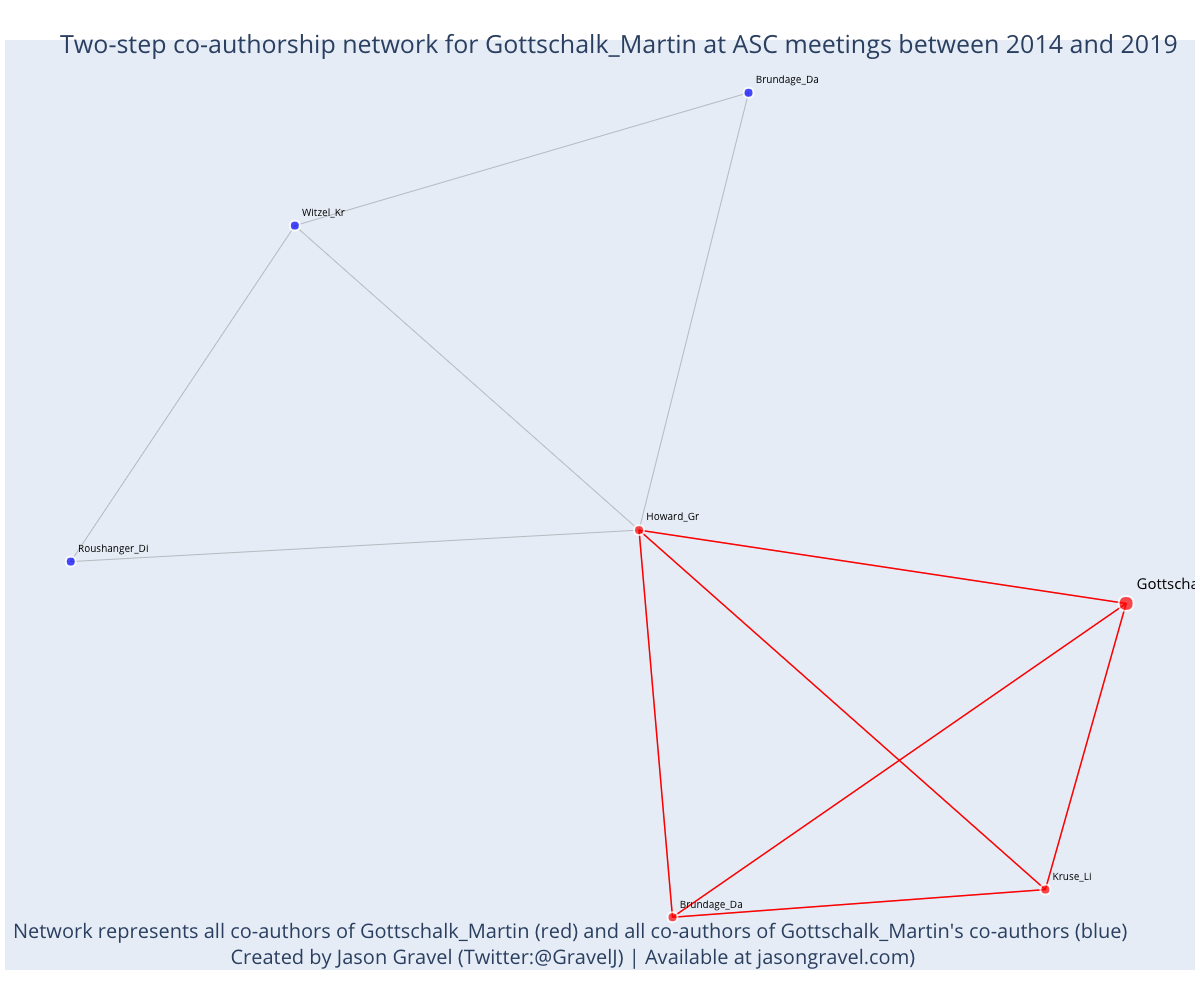 Two-step co-authorship network for Gottschalk_Martin at ASC meetings between 2014 and 2019
Brundage_Da
Witzel_Kr
Howard_Gr
Roushanger_Di
Gottscha
Kruse_Li
Brundage_Da
Network represents all co-authors of Gottschalk_Martin (red) and all co-authors of Gottschalk_Martin's co-authors (blue)
Created by Jason Gravel (Twitter:@GravelJ) | Available at jasongravel.com)